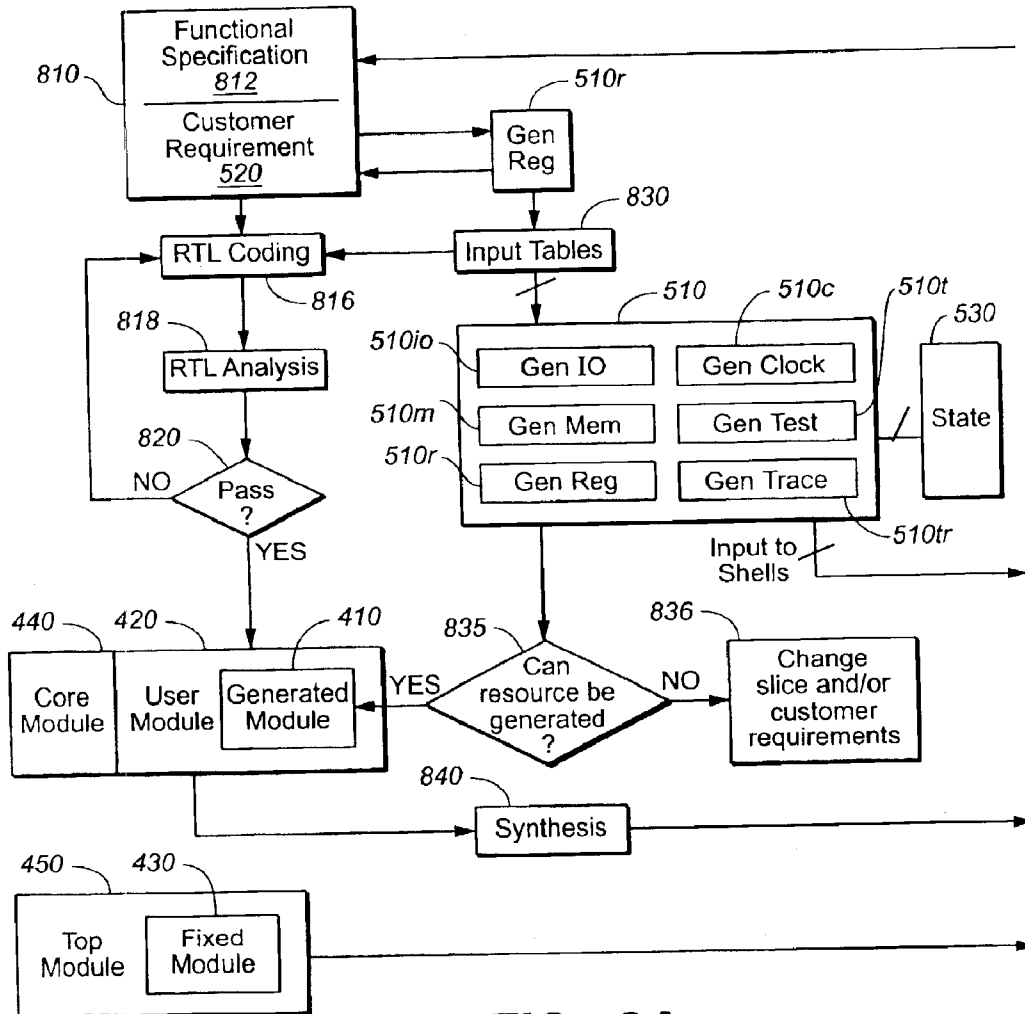 Functional
Specification
812
Customer
Requirement
520
810
510r
Gen
Reg
830
RTL Coding
Input Tables
816
818
RTL Analysis
510
510c
510t
530
510io
Gen IO
Gen Clock
510m
Gen Mem
Gen Test
State
510r
Gen Reg
Gen Trace
510tr
820
NO
Pass
?
YES
Input to
Shells
440
420
410
835
836
Core
Module
User
Module
Generated
Module
YES
Can
resource be
generated
?
NO
Change
slice and/or
customer
requirements
840
Synthesis
450
430
Top
Module
Fixed
Module